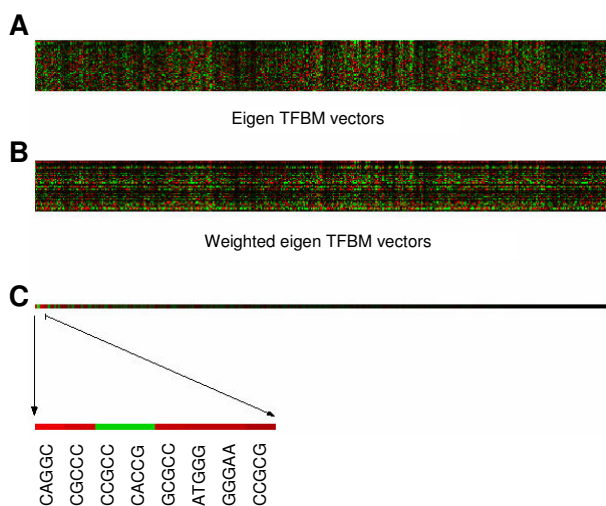 A
Eigen TFBM vectors
B
Weighted eigen TFBM vectors
C
CAGGC
CGCCC
CCGCC
CACCG
GCGCC
ATGGG
GGGAA
CCGCG